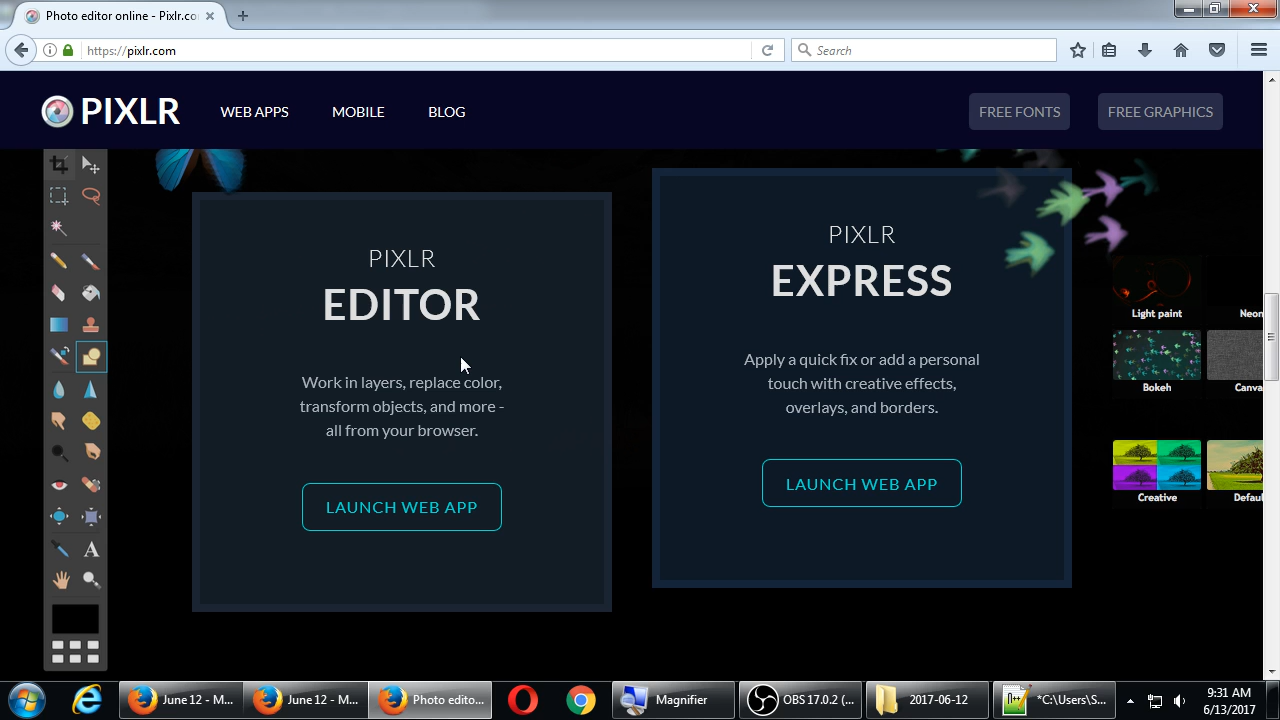 Photo editor online - Pixlr.co
https://pixlr.com
Search
PIXLR
WEB APPS
MOBILE
BLOG
FREE FONTS
FREE GRAPHICS
PIXLR
EDITOR
Work in layers, replace color,
transform objects, and more -
all from your browser.
LAUNCH WEB APP
PIXLR
EXPRESS
Apply a quick fix or add a personal
touch with creative effects,
overlays, and borders.
LAUNCH WEB APP
Light paint
Neon
Bokeh
Canva
Creative
Defau
A
June 12 - M...
June 12 - M...
Photo edito...
Magnifier
OBS 17.0.2 (...
2017-06-12
*C:\Users\S...
9:31 AM
6/13/2017